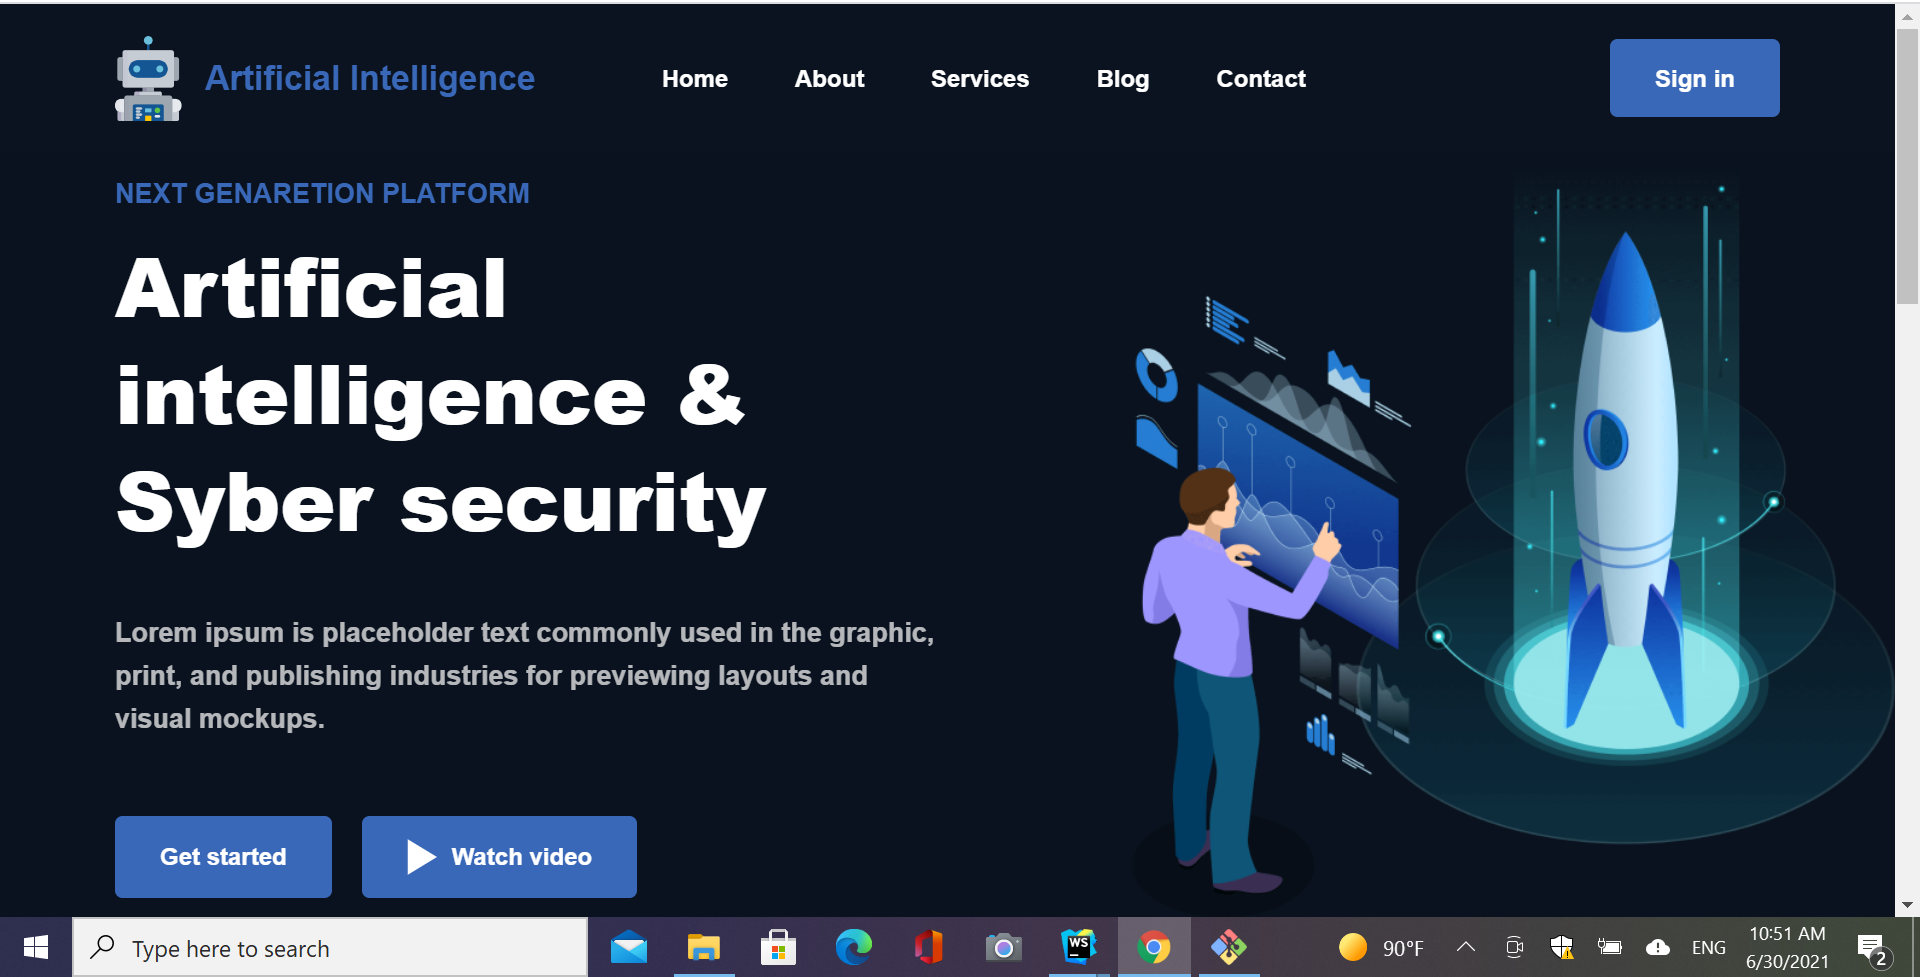 Artificial Intelligence
Home
About
Services
Blog
Contact
Sign in
NEXT GENARETION PLATFORM
Artificial
intelligence &
Syber security
Lorem ipsum is placeholder text commonly used in the graphic,
print, and publishing industries for previewing layouts and
visual mockups.
Get started
Watch video
Type here to search
WS
90°F
ENG
10:51 AM
6/30/2021
2